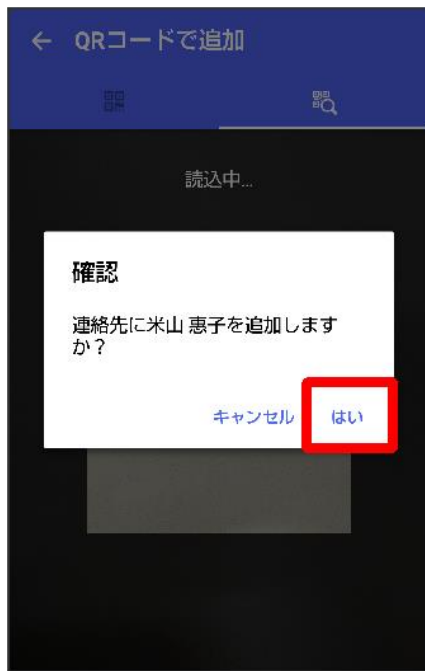 QRコードで追加
読込中...
確認
連絡先に米山 惠子を追加します
か？
キャンセル
はい